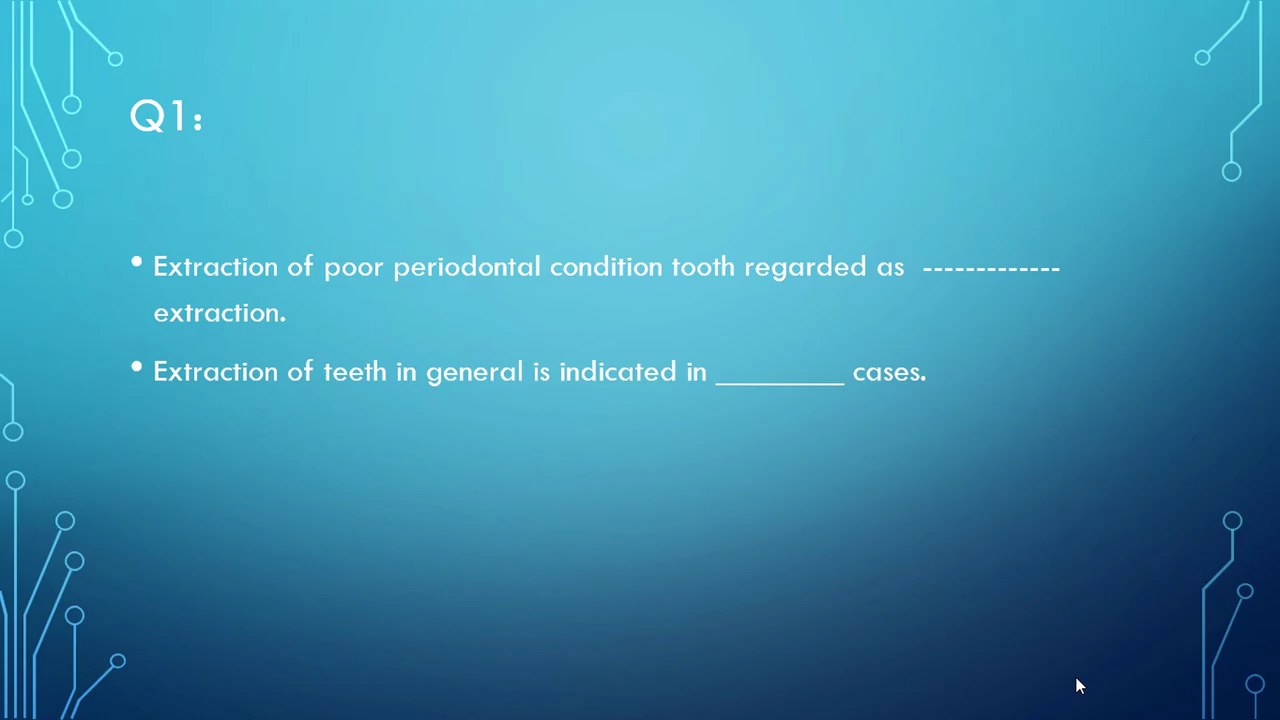 Q1:
• Extraction of poor periodontal condition tooth regarded as -------------
extraction.
• Extraction of teeth in general is indicated in _________ cases.